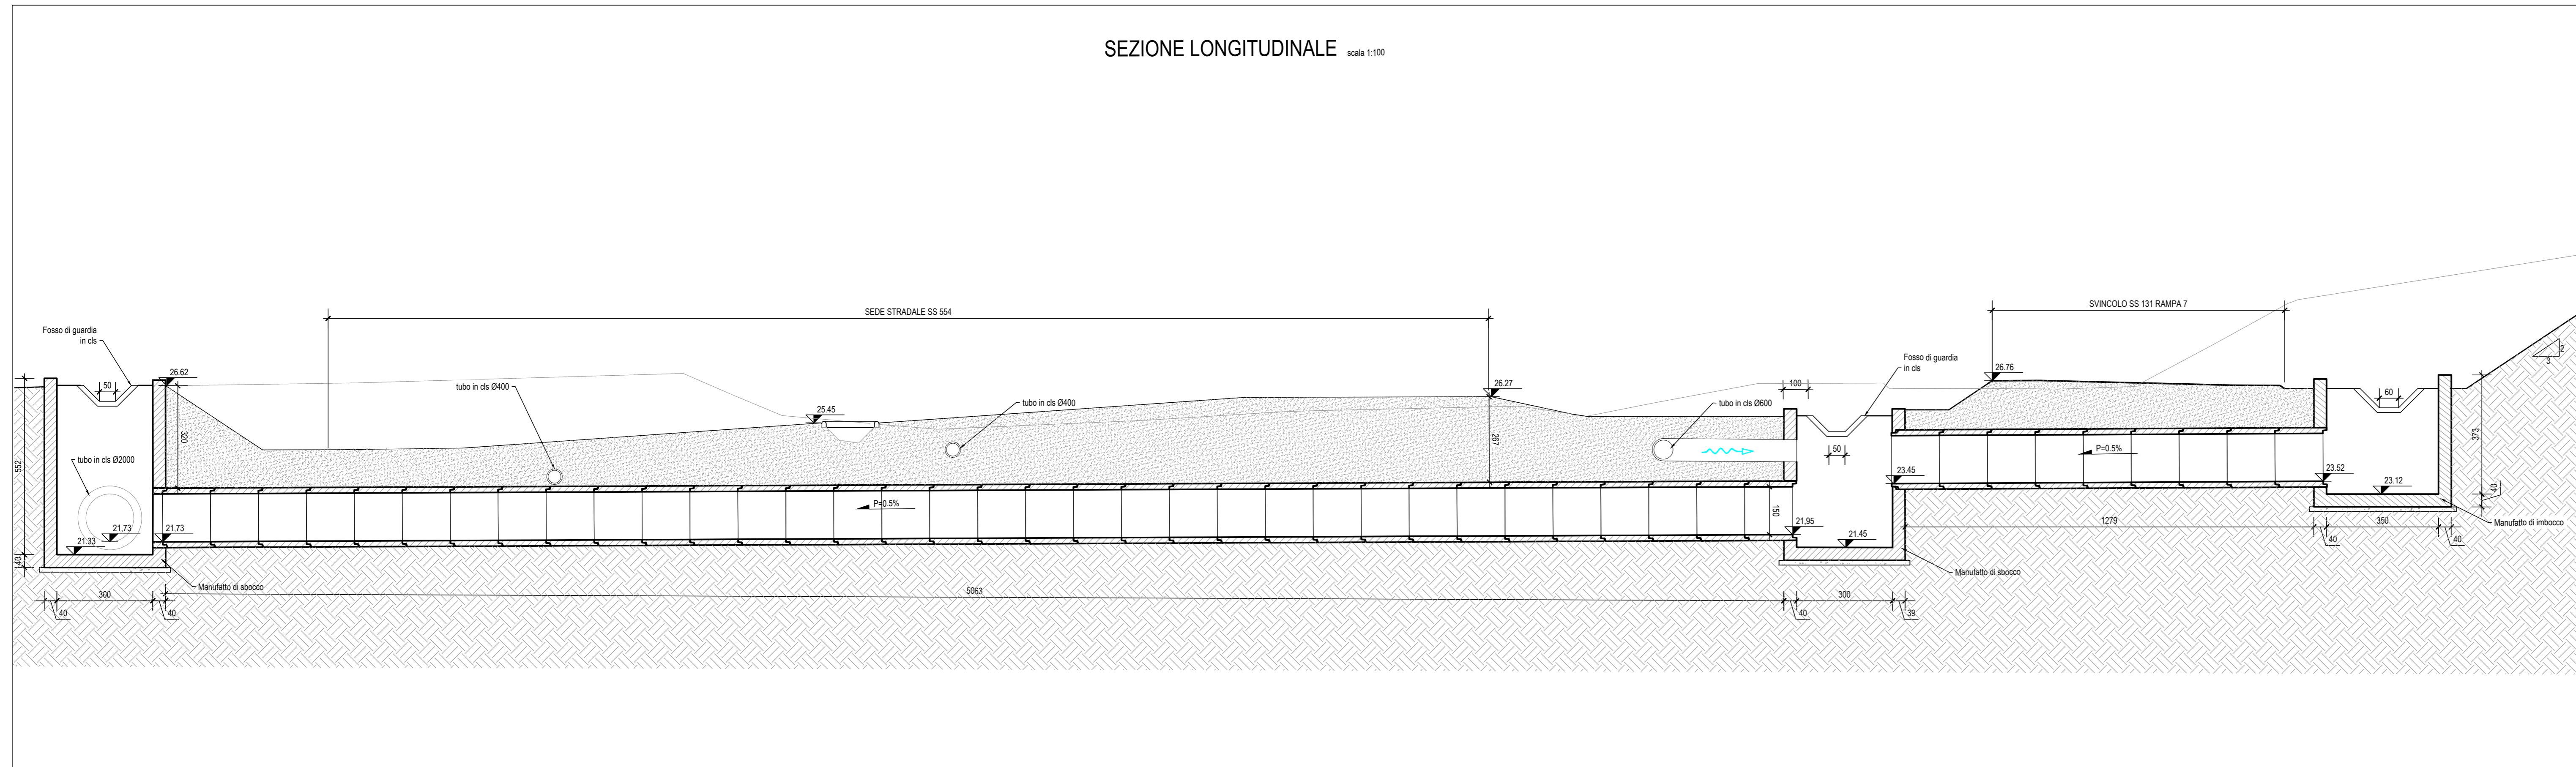 SEZIONE LONGITUDINALE scala 1:100
SEDE STRADALE SS 554
SVINCOLO SS 131 RAMPA 7
Fosso di guardia
in cls
50
26.62
552
320
tubo in cls Ø2000
21,73
21,73
21.33
40
Manufatto di sbocco
40
300
40
tubo in cls Ø400
25.45
tubo in cls Ø400
P=0.5%
26.27
267
5063
tubo in cls Ø600
100
150
Fosso di guardia
in cls
50
21,95
21.45
23.45
Manufatto di sbocco
40
300
39
26.76
P=0.5%
1279
23.52
60
23.12
373
40
Manufatto di imbocco
40
350
40
2
3